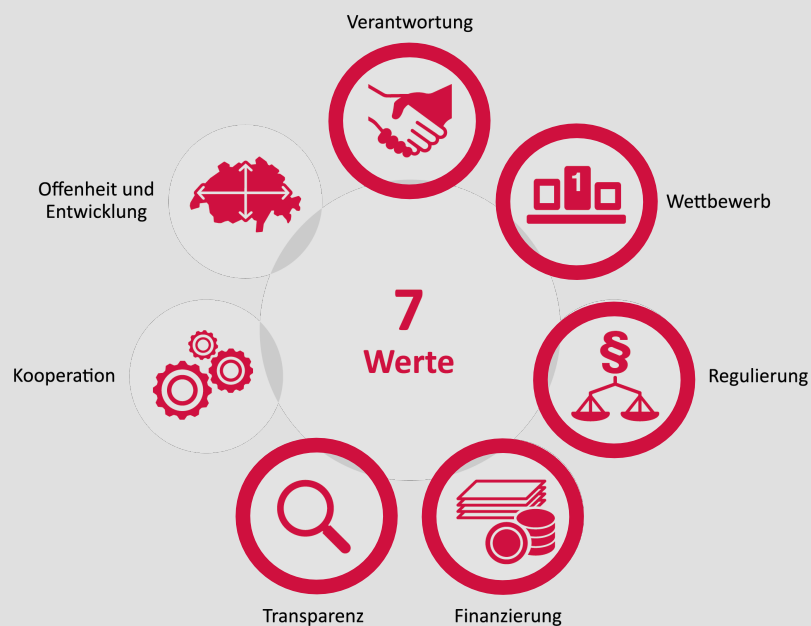 Verantwortung
Offenheit und
Entwicklung
1
Wettbewerb
7
Werte
§
Kooperation
Regulierung
Transparenz
Finanzierung